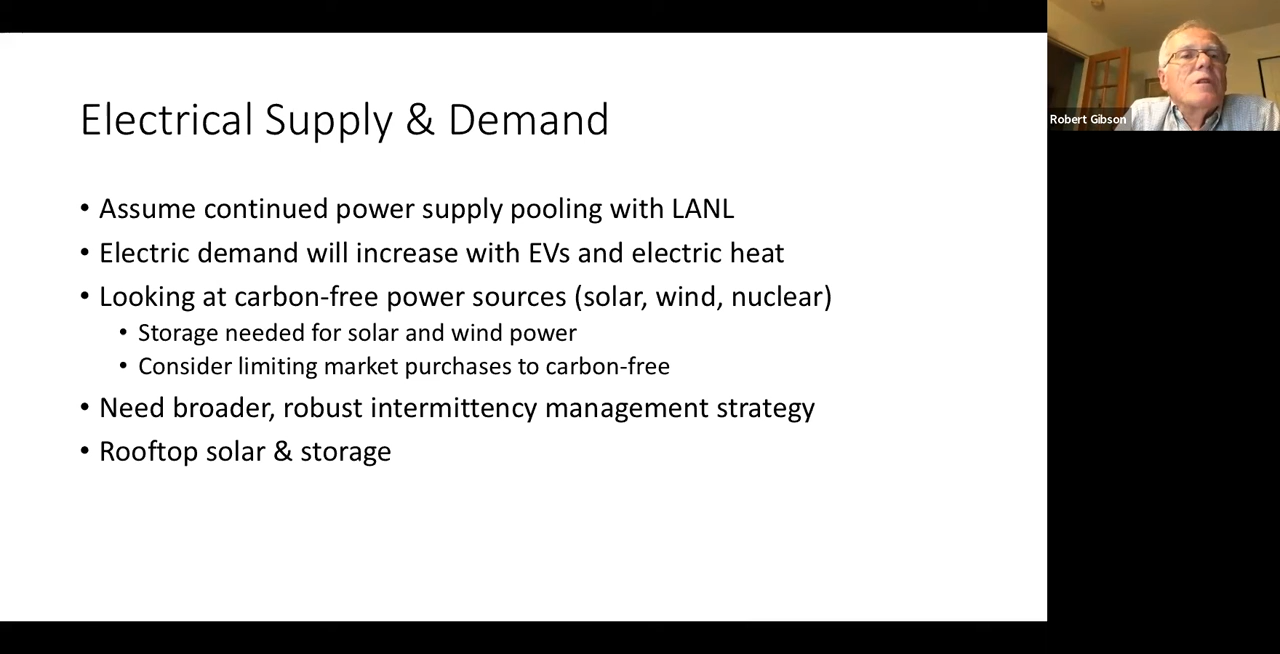 Electrical Supply & Demand
• Assume continued power supply pooling with LANL
• Electric demand will increase with EVs and electric heat
• Looking at carbon-free power sources (solar, wind, nuclear)
• Storage needed for solar and wind power
• Consider limiting market purchases to carbon-free
• Need broader, robust intermittency management strategy
• Rooftop solar & storage
Robert Gibson